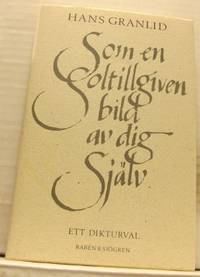 HANS GRANLID
Som en
Soltillgiven
bild
av dig
Själv
ETT DIKTURVAL
RABÉN & SJÖGREN